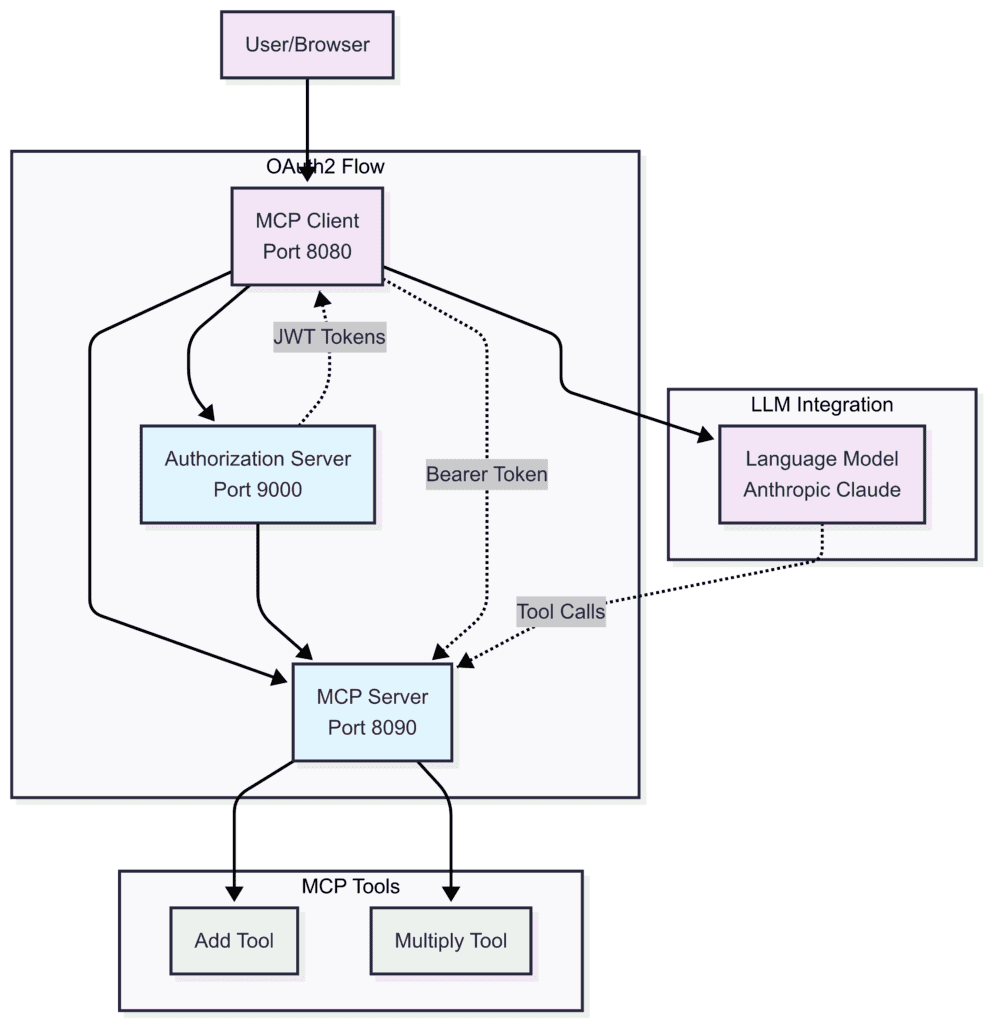 User/Browser
OAuth2 Flow
MCP Client
Port 8080
JWT Tokens
LLM Integration
Authorization Server
Port 9000
Bearer Token
Language Model
Anthropic Claude
Tool Calls
MCP Server
Port 8090
MCP Tools
Add Tool
Multiply Tool